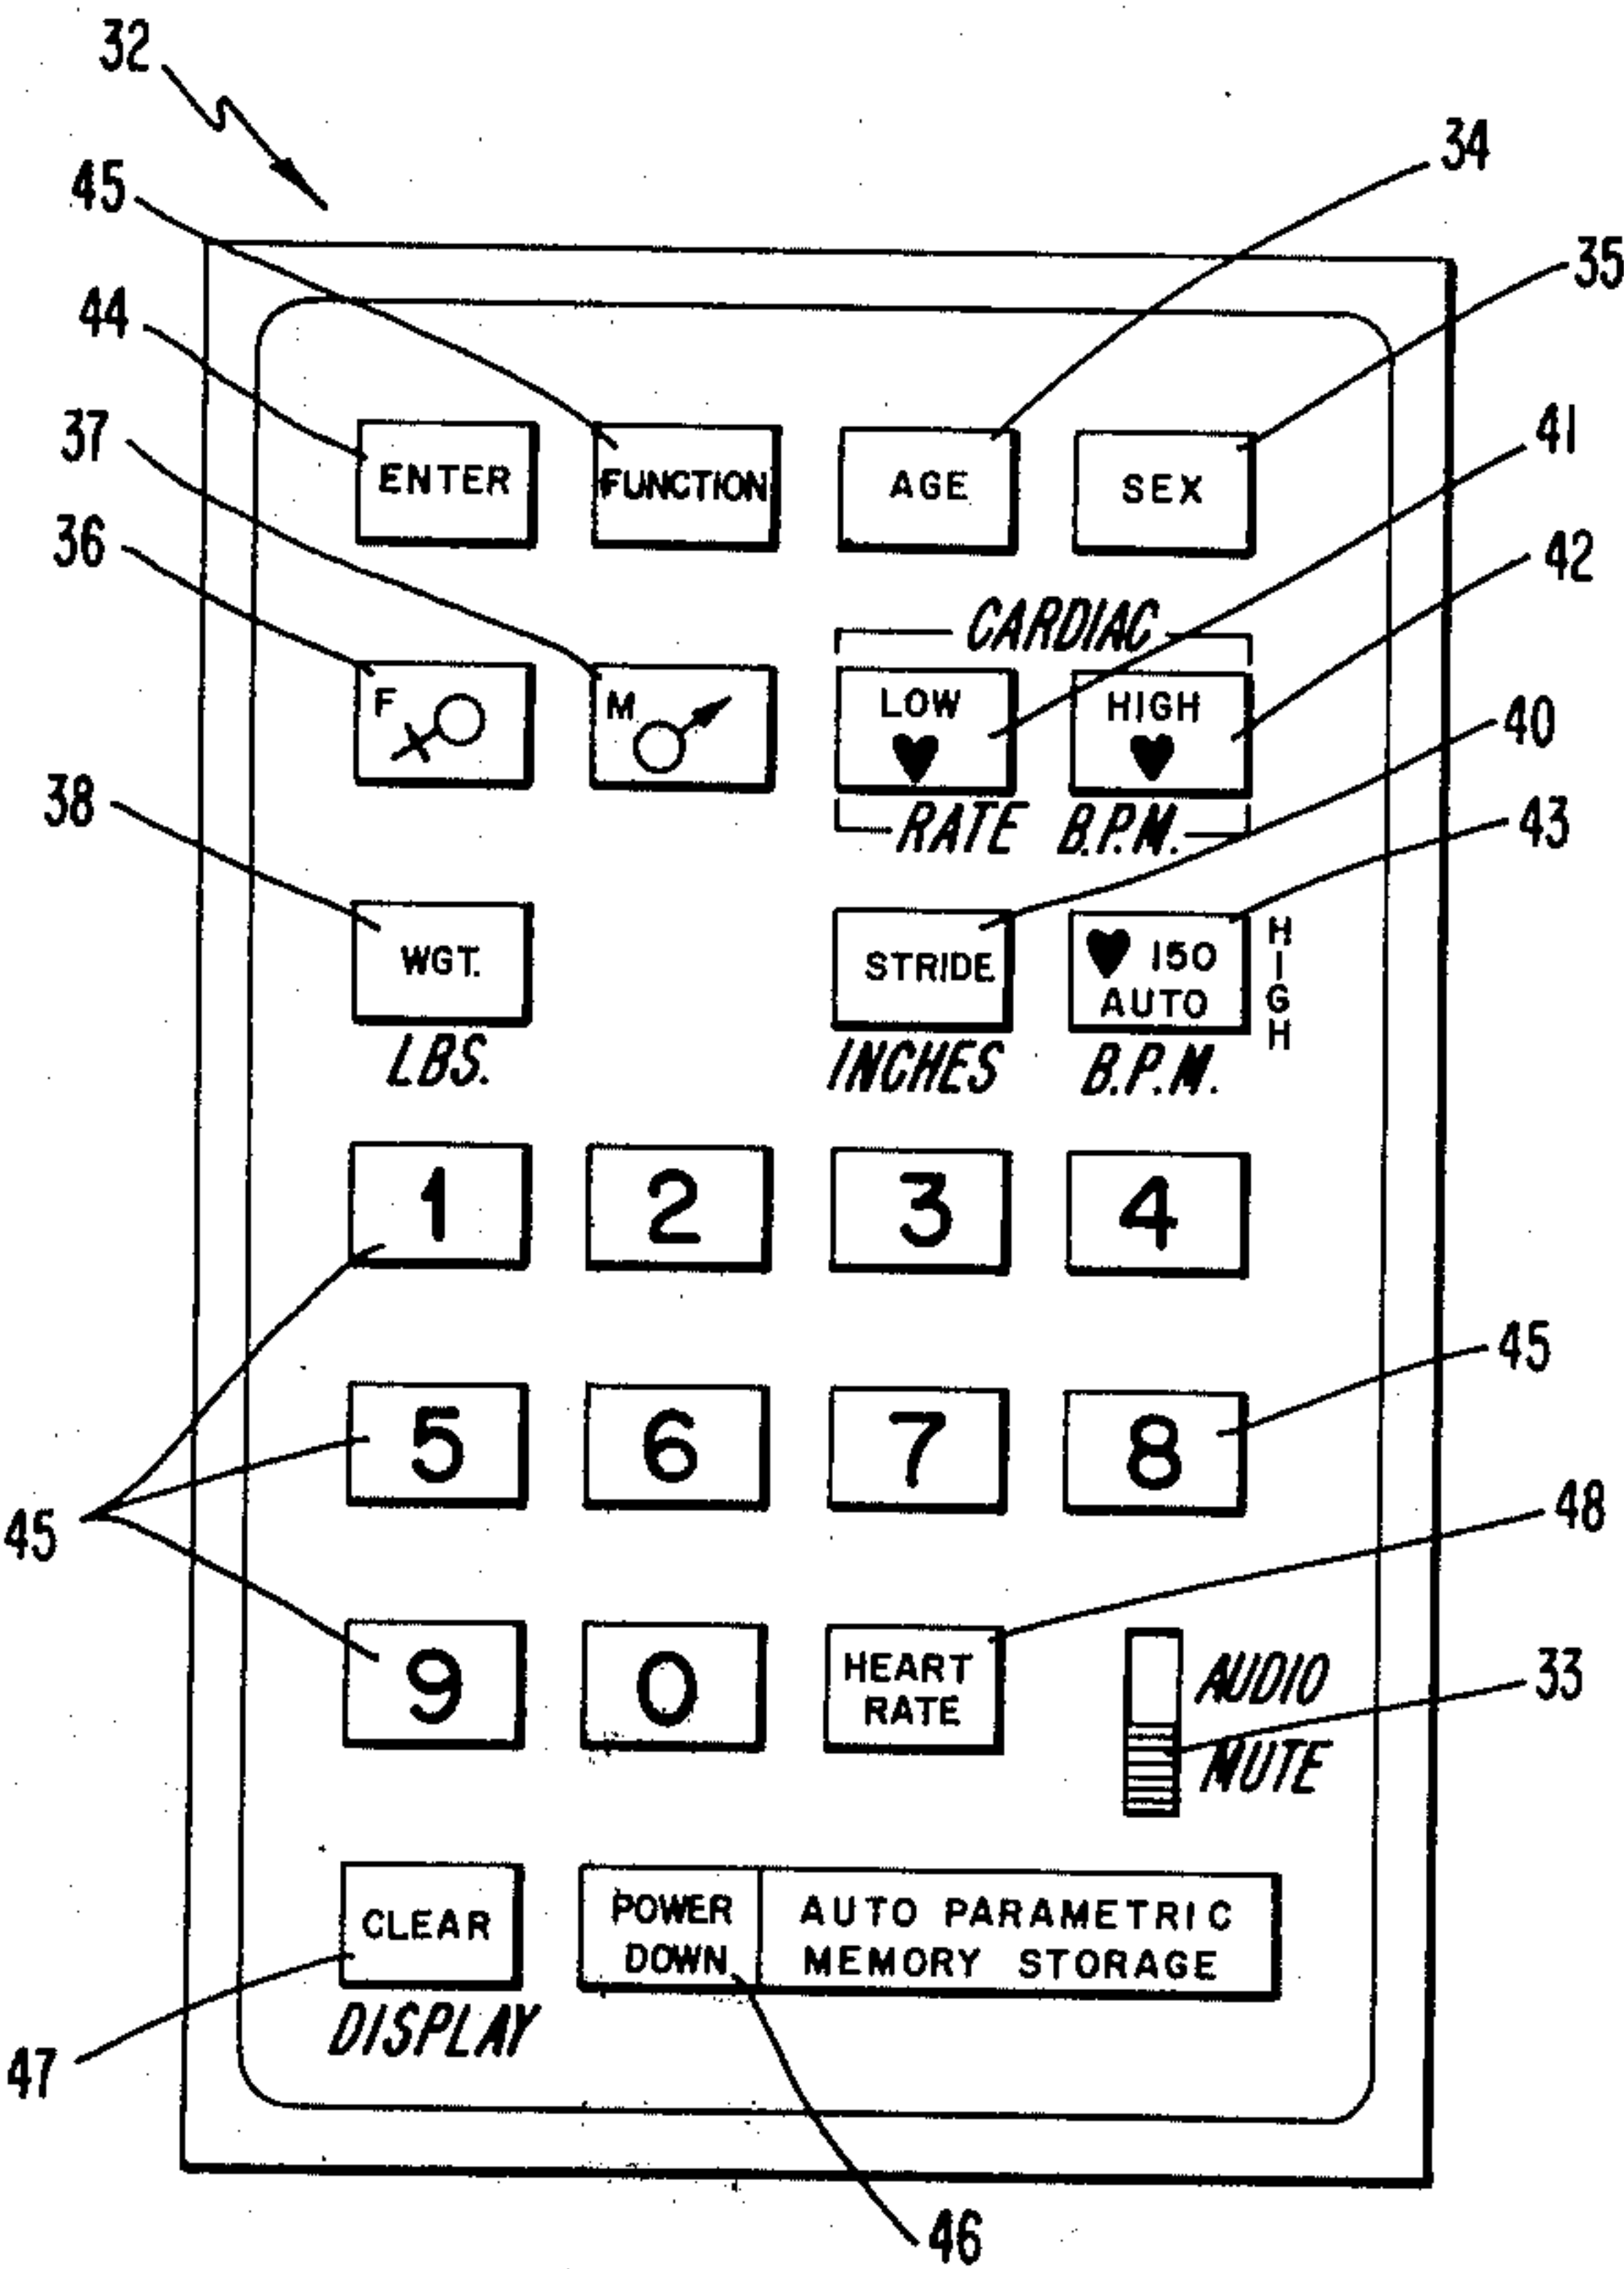 32
45
34
35
44
37
41
36
42
ENTER
FUNCTION
AGE
SEX
CARDIAC
F
M
LOW
HIGH
40
RATE B.P.M.
38
43
WGT.
STRIDE
150
AUTO
HIGH
LBS.
INCHES
B.P.M.
1 2 3 4
45
5 6 7 8
45
48
9 0
HEART
RATE
AUDIO
33
MUTE
CLEAR
POWER
DOWN
AUTO PARAMETRIC
MEMORY STORAGE
DISPLAY
47
46